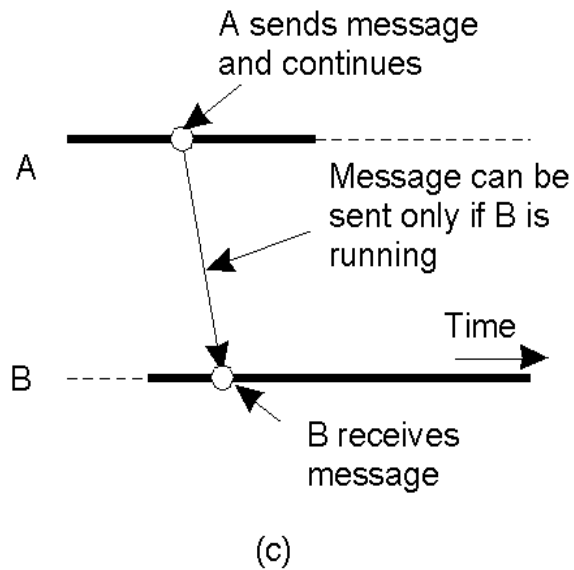 A sends message
and continues
A
Message can be
sent only if B is
running
Time
B
B receives
message
(c)